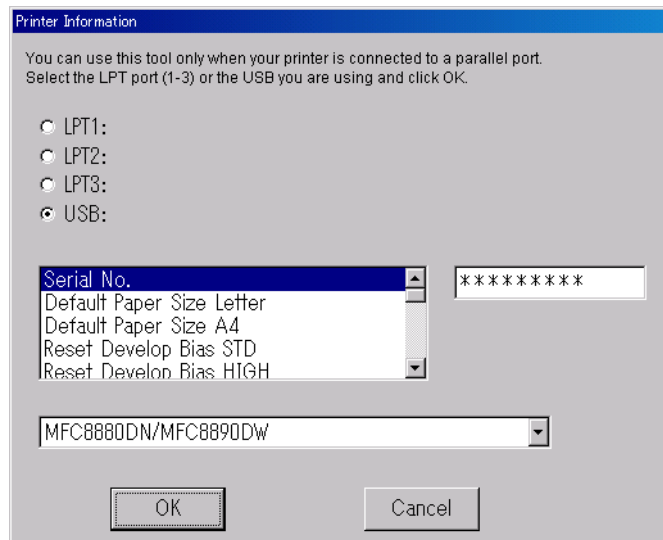 Printer Information
You can use this tool only when your printer is connected to a parallel port.
Select the LPT port (1-3) or the USB you are using and click OK.
LPT1:
LPT2:
LPT3:
USB:
Serial No.
*********
Default Paper Size Letter
Default Paper Size A4
Reset Develop Bias STD
Reset Develop Bias HIGH
MFC8880DN/MFC8890DW
OK
Cancel